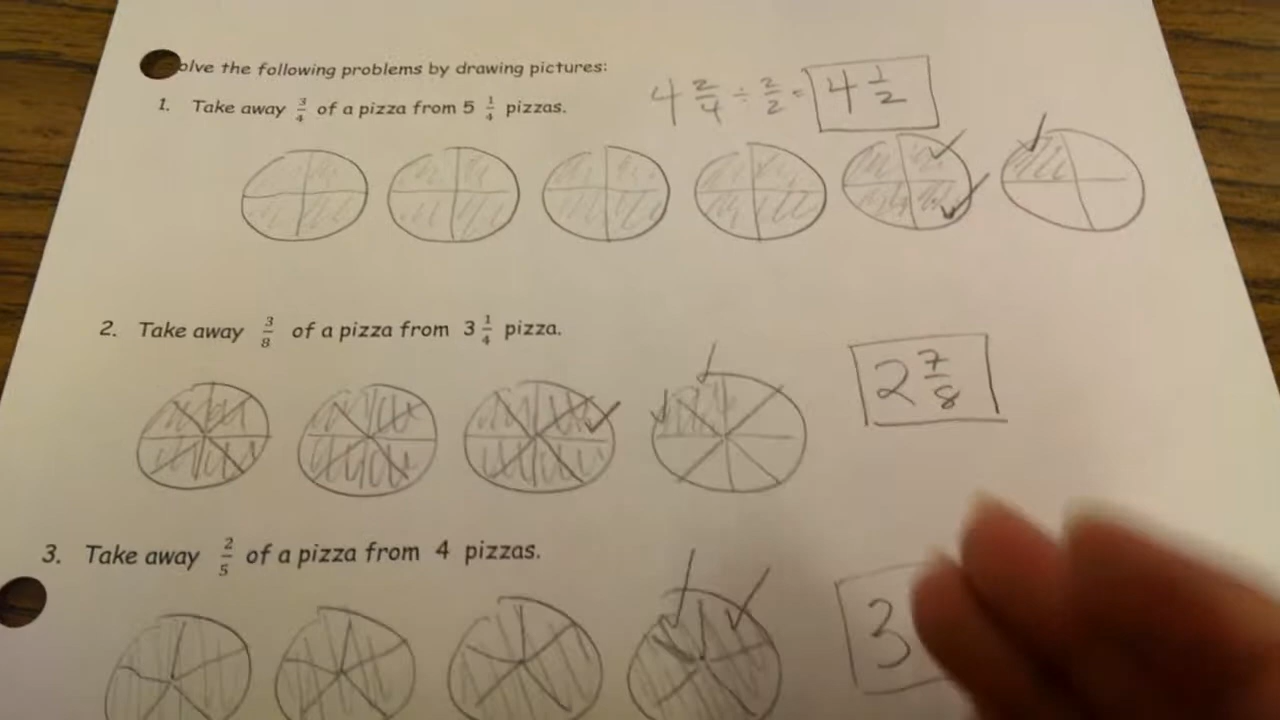 olve the following problems by drawing pictures:
1. Take away 3/4 of a pizza from 5 1/4 pizzas.
4 2/4 ÷ 2/2 = 4 1/2
2. Take away 3/8 of a pizza from 3 1/4 pizza.
2 7/8
3. Take away 2/5 of a pizza from 4 pizzas.
3